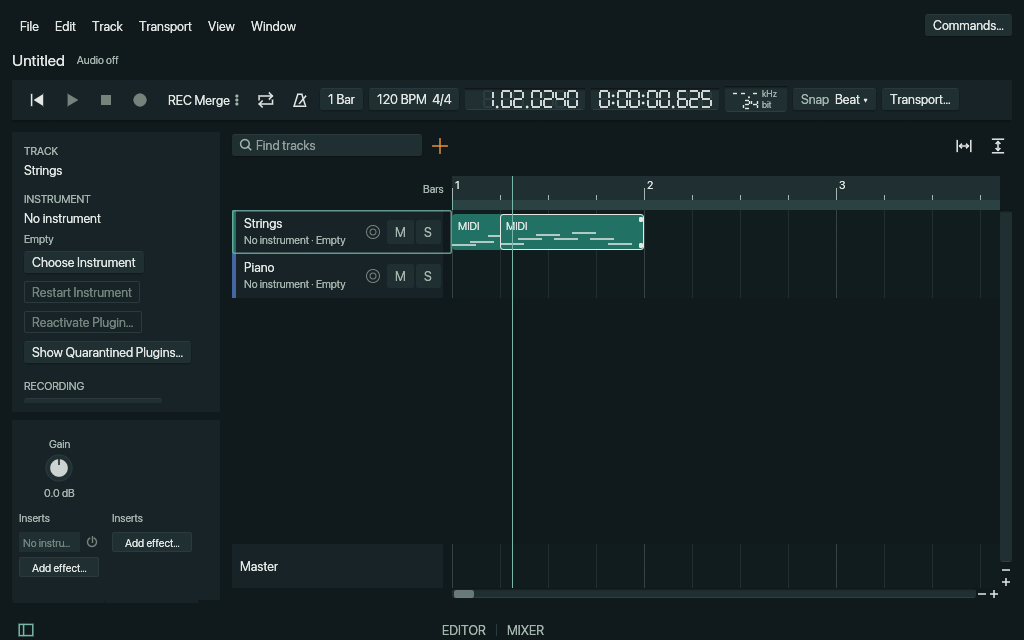 File Edit Track Transport View Window Commands...
Untitled Audio off
REC Merge 1 Bar 120 BPM 4/4 1.02.0240 0:00:00.625 --.- kHz Snap Beat Transport...
24 bit
TRACK
Strings
INSTRUMENT
No instrument
Empty
Choose Instrument
Restart Instrument
Reactivate Plugin...
Show Quarantined Plugins...
RECORDING
Gain
0.0 dB
Inserts Inserts
No instru... Add effect...
Add effect...
Find tracks
Bars 1 2 3
Strings
No instrument · Empty M S
MIDI MIDI
Piano
No instrument · Empty M S
Master
EDITOR MIXER